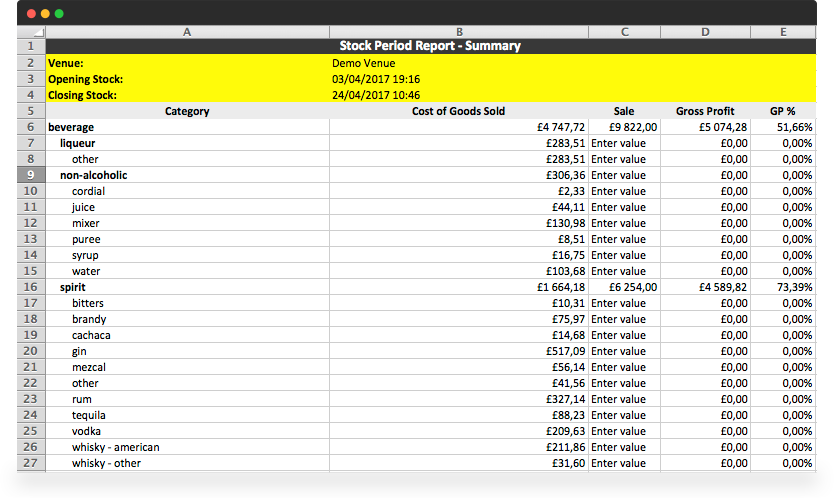 A B C D E
1 Stock Period Report - Summary
2 Venue: Demo Venue
3 Opening Stock: 03/04/2017 19:16
4 Closing Stock: 24/04/2017 10:46
5 Category Cost of Goods Sold Sale Gross Profit GP %
6 beverage £4 747,72 £9 822,00 £5 074,28 51,66%
7 liqueur £283,51 Enter value £0,00 0,00%
8 other £283,51 Enter value £0,00 0,00%
9 non-alcoholic £306,36 Enter value £0,00 0,00%
10 cordial £2,33 Enter value £0,00 0,00%
11 juice £44,11 Enter value £0,00 0,00%
12 mixer £130,98 Enter value £0,00 0,00%
13 puree £8,51 Enter value £0,00 0,00%
14 syrup £16,75 Enter value £0,00 0,00%
15 water £103,68 Enter value £0,00 0,00%
16 spirit £1 664,18 £6 254,00 £4 589,82 73,39%
17 bitters £10,31 Enter value £0,00 0,00%
18 brandy £75,97 Enter value £0,00 0,00%
19 cachaca £14,68 Enter value £0,00 0,00%
20 gin £517,09 Enter value £0,00 0,00%
21 mezcal £56,14 Enter value £0,00 0,00%
22 other £41,56 Enter value £0,00 0,00%
23 rum £327,14 Enter value £0,00 0,00%
24 tequila £88,23 Enter value £0,00 0,00%
25 vodka £209,63 Enter value £0,00 0,00%
26 whisky - american £211,86 Enter value £0,00 0,00%
27 whisky - other £31,60 Enter value £0,00 0,00%